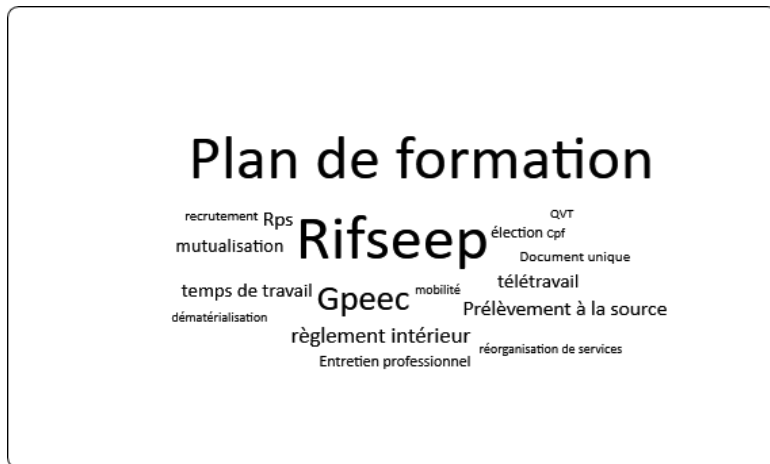 Plan de formation
QVT
recrutement Rps
Rifseep
élection Cpf
mutualisation
Document unique
télétravail
temps de travail
Gpeec
mobilité
Prélèvement à la source
dématérialisation
règlement intérieur
réorganisation de services
Entretien professionnel